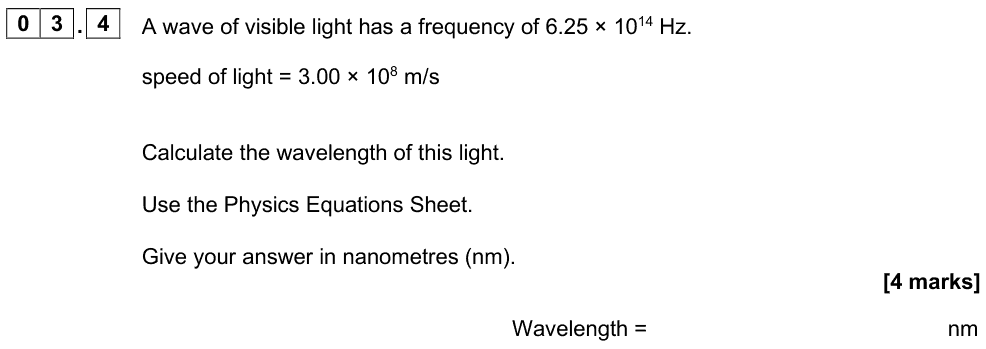 0 3 . 4 A wave of visible light has a frequency of 6.25 × 10¹⁴ Hz.
speed of light = 3.00 × 10⁸ m/s
Calculate the wavelength of this light.
Use the Physics Equations Sheet.
Give your answer in nanometres (nm).
[4 marks]
Wavelength = nm